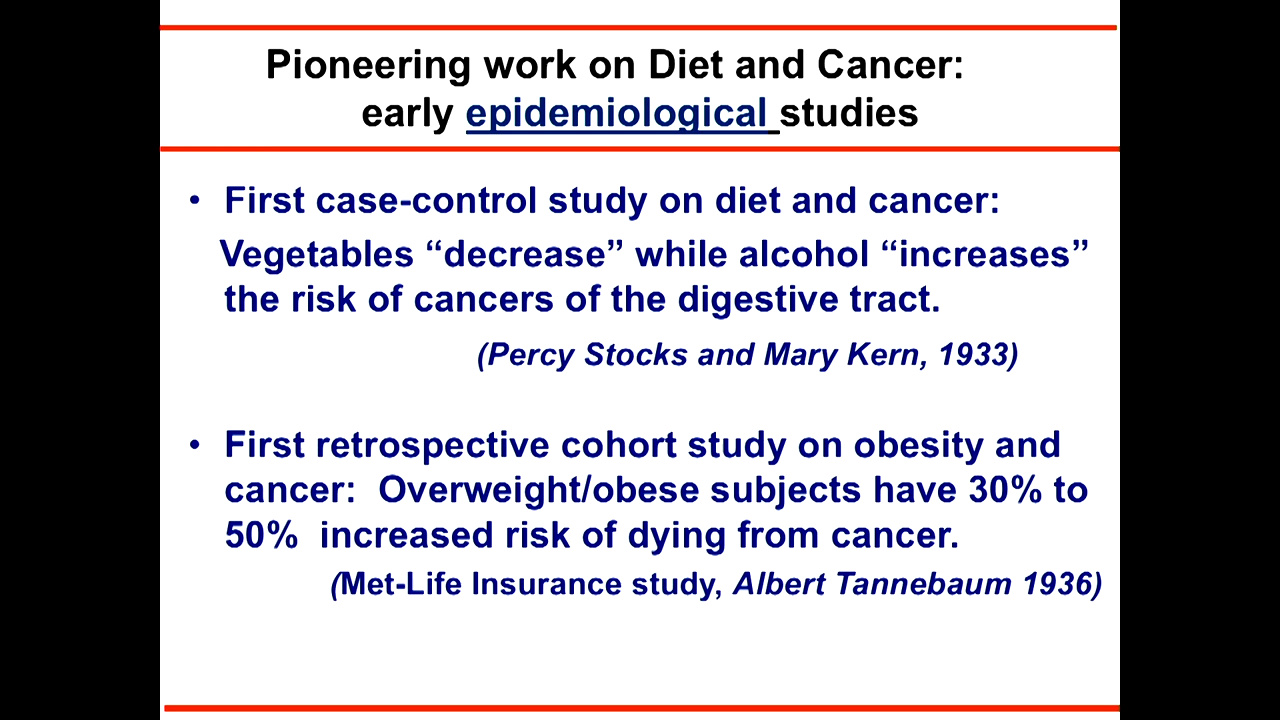 Pioneering work on Diet and Cancer:
early epidemiological studies
• First case-control study on diet and cancer:
Vegetables “decrease” while alcohol “increases”
the risk of cancers of the digestive tract.
(Percy Stocks and Mary Kern, 1933)
• First retrospective cohort study on obesity and
cancer: Overweight/obese subjects have 30% to
50% increased risk of dying from cancer.
(Met-Life Insurance study, Albert Tannebaum 1936)